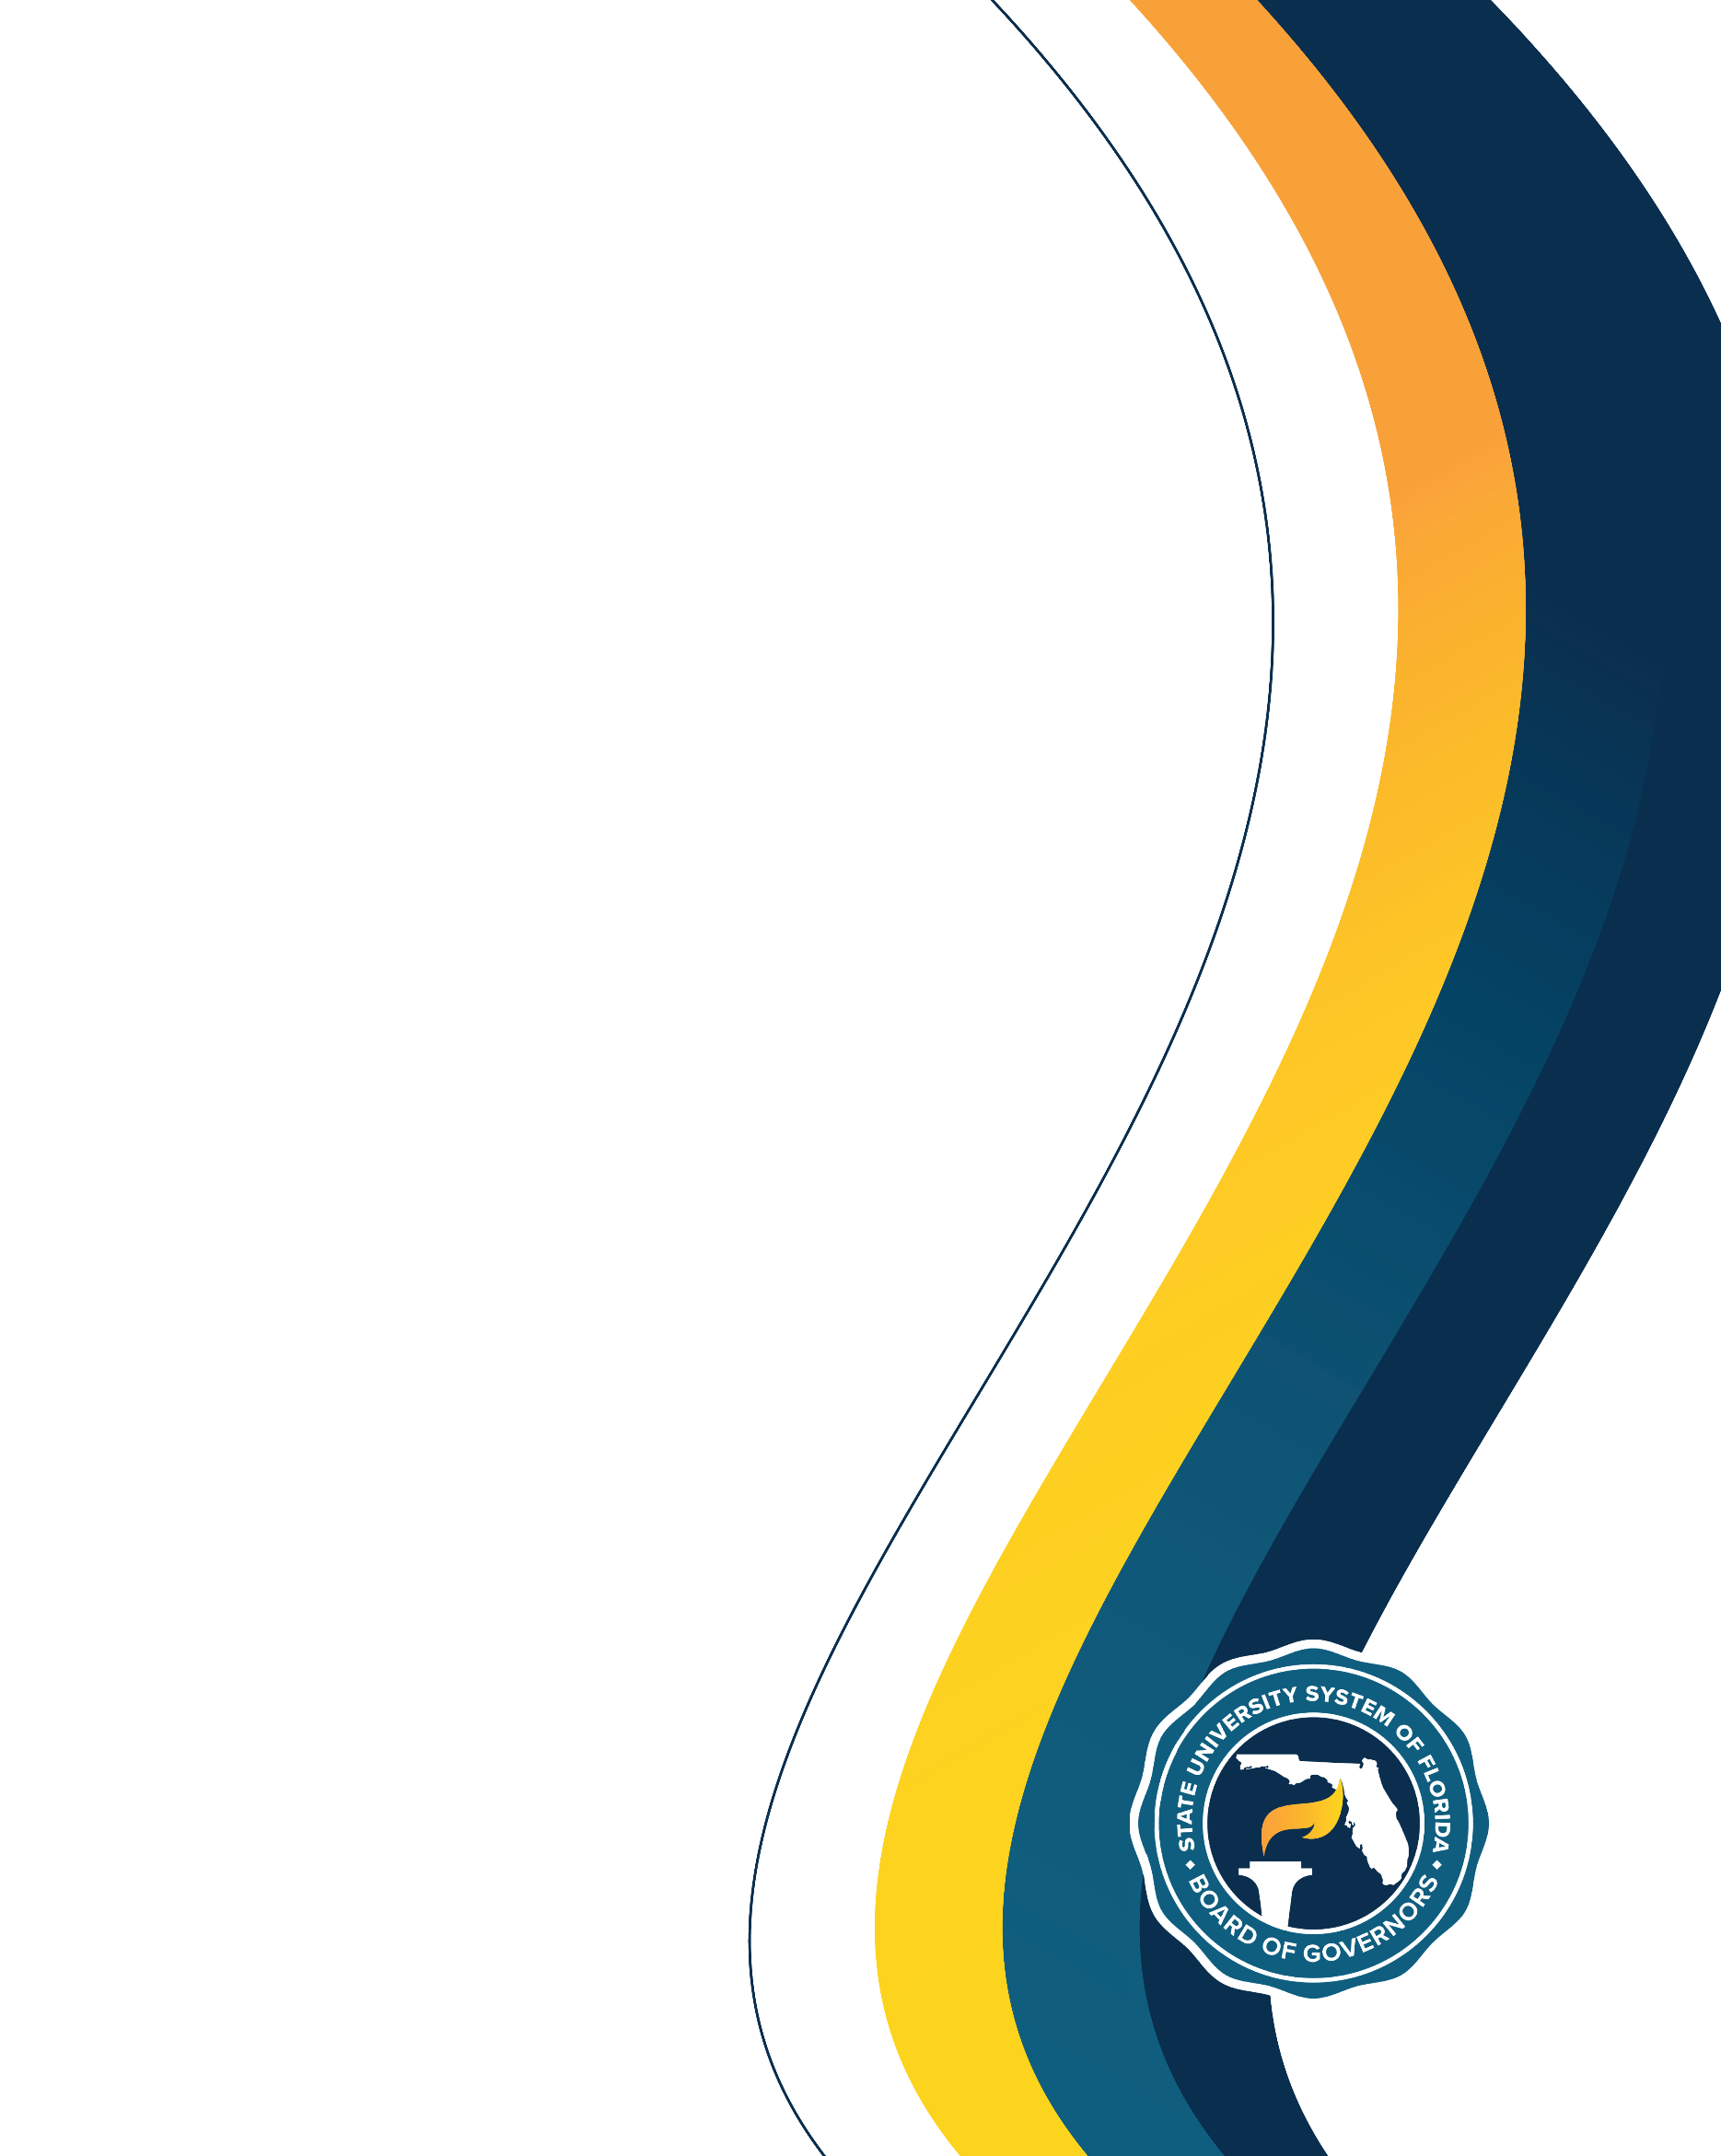 STATE UNIVERSITY SYSTEM OF FLORIDA
BOARD OF GOVERNORS